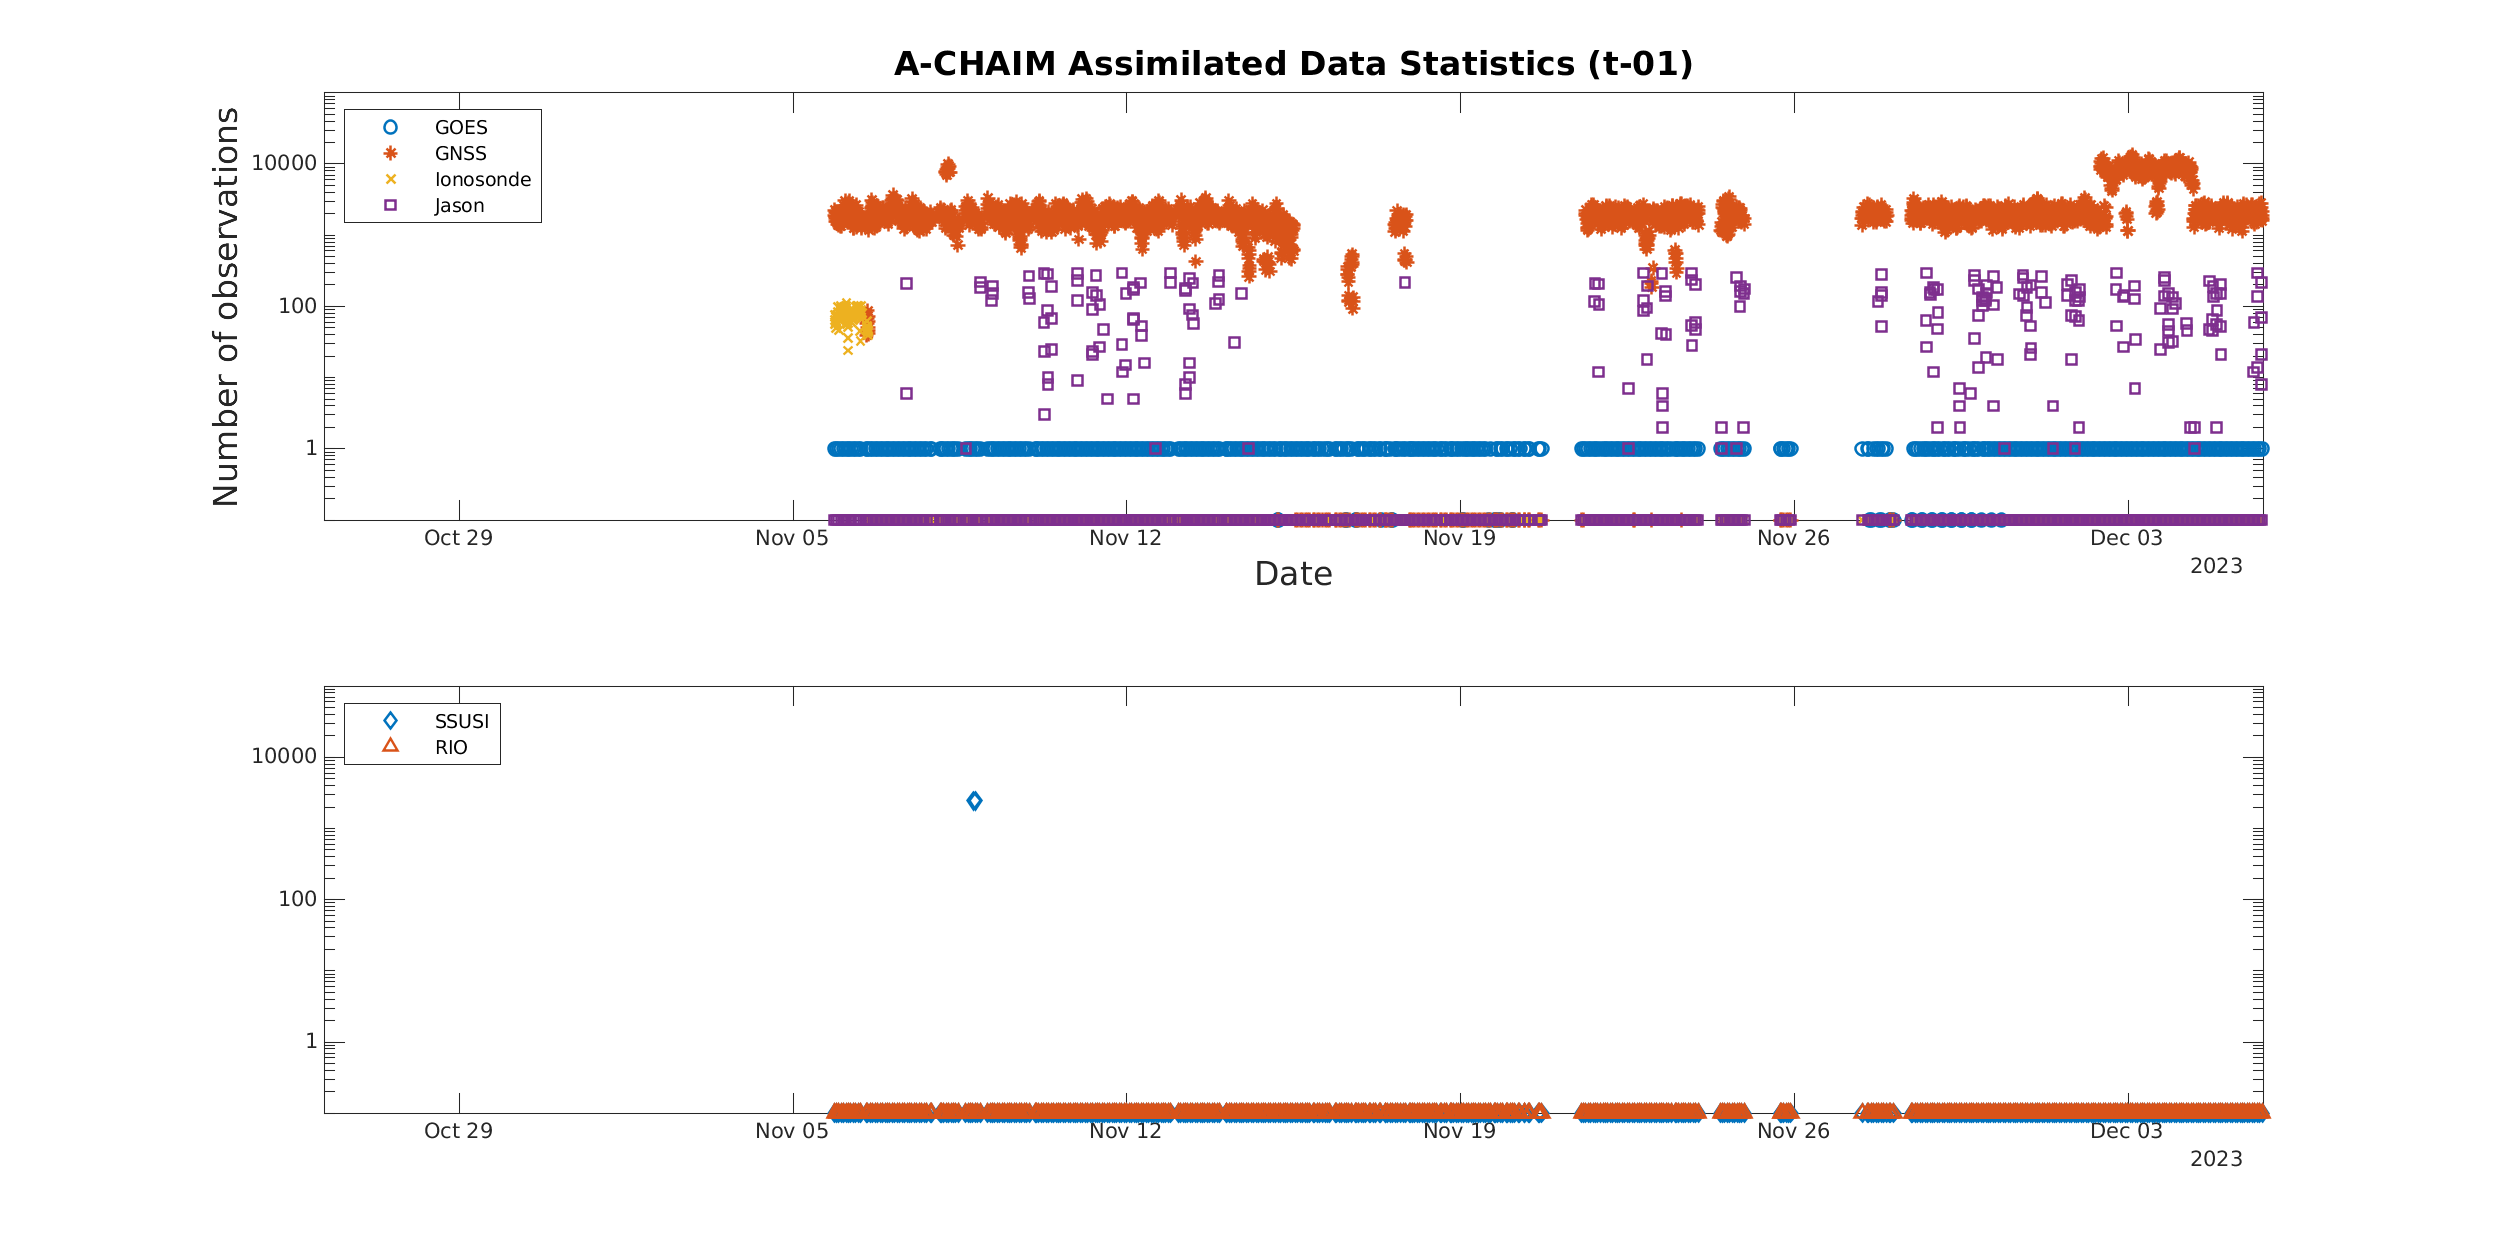 A-CHAIM Assimilated Data Statistics (t-01)
Number of observations
GOES
GNSS
Ionosonde
Jason
10000
100
1
Oct 29
Nov 05
Nov 12
Nov 19
Nov 26
Dec 03
2023
Date
SSUSI
RIO
10000
100
1
Oct 29
Nov 05
Nov 12
Nov 19
Nov 26
Dec 03
2023